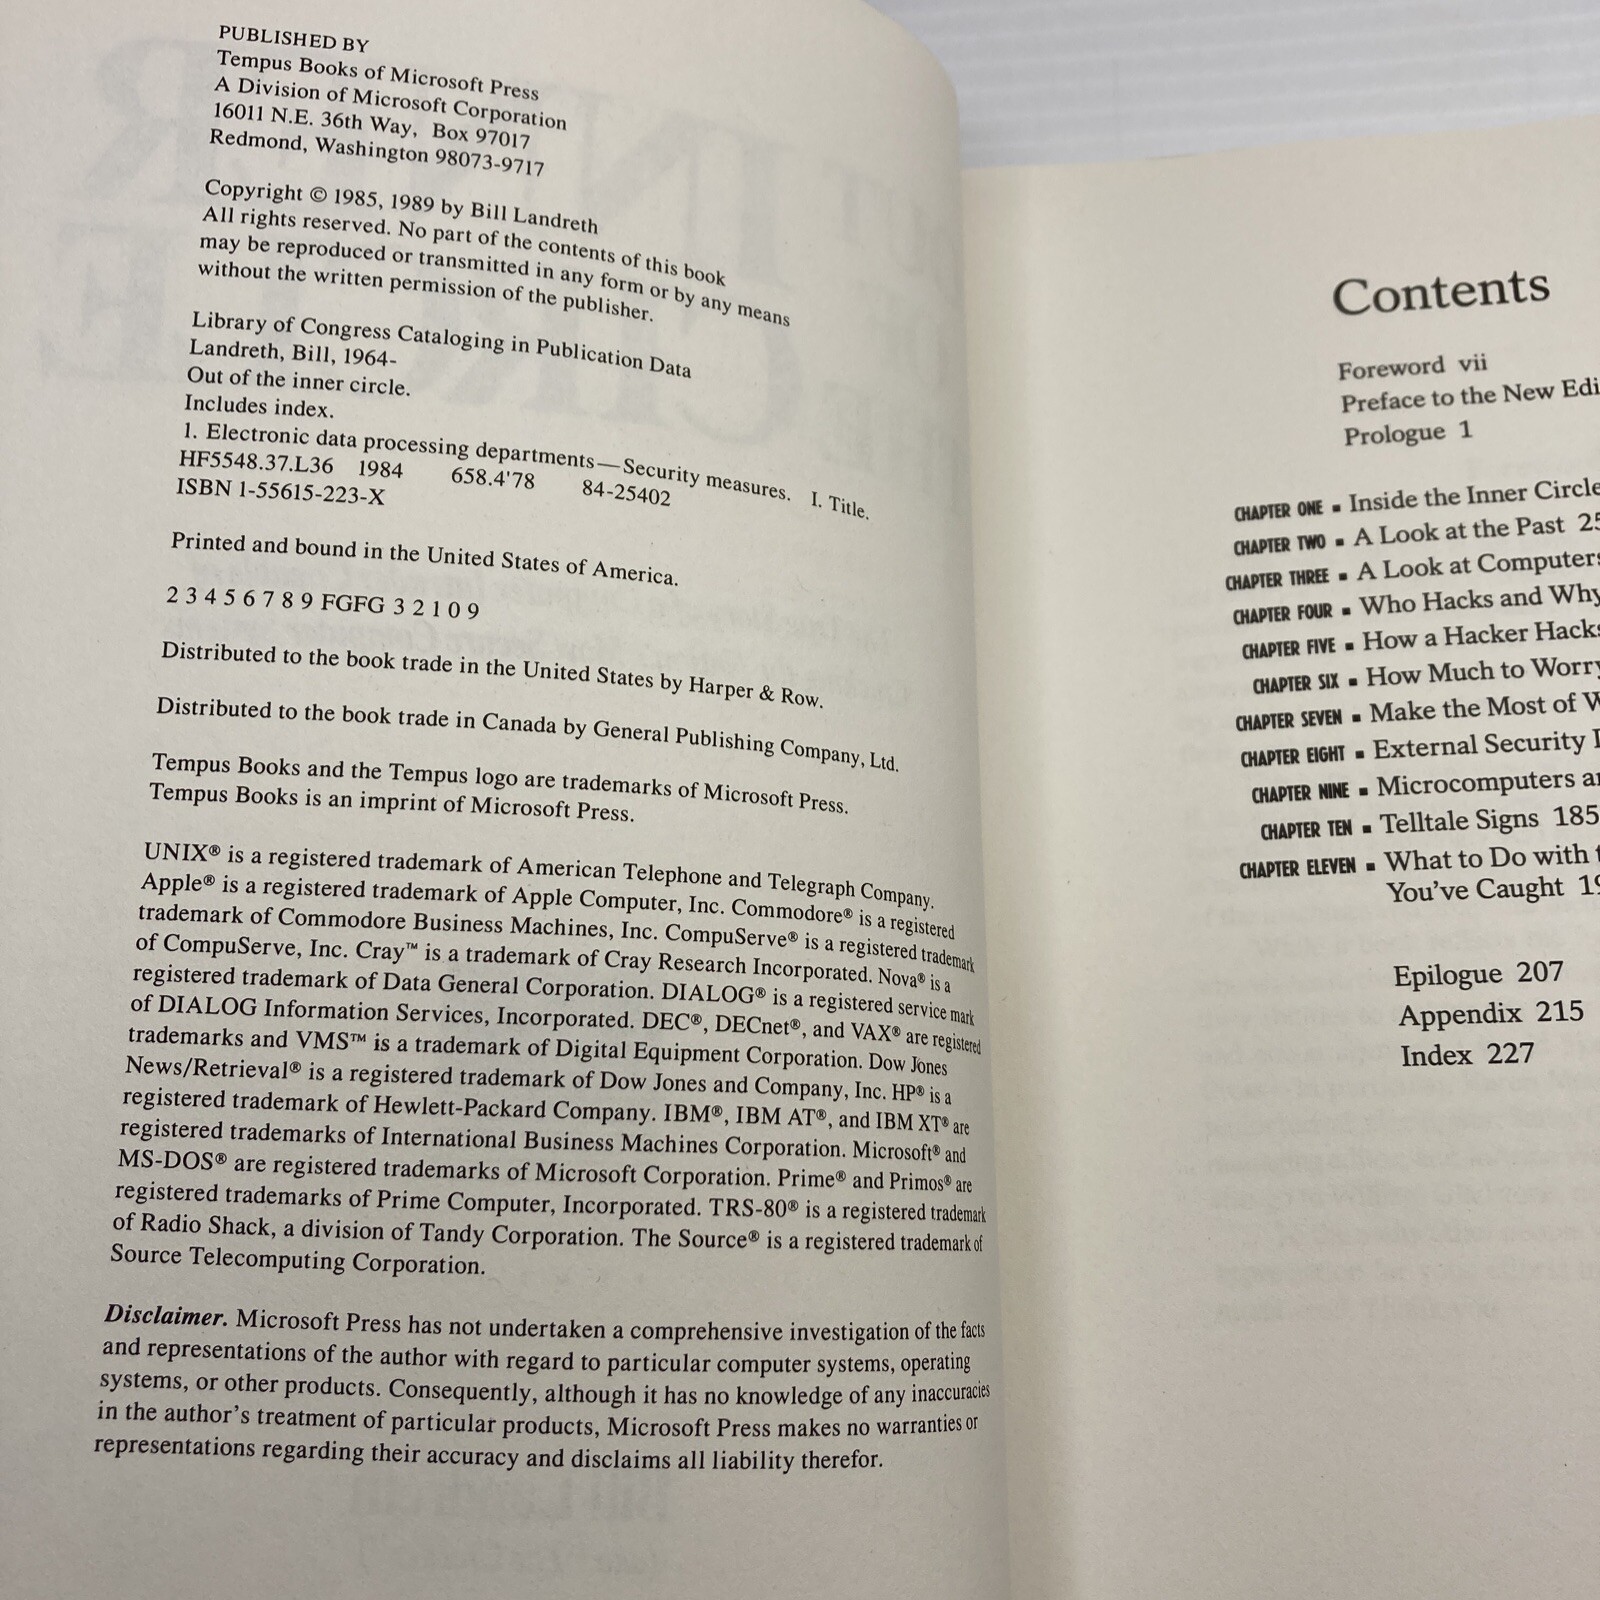 PUBLISHED BY
Tempus Books of Microsoft Press
A Division of Microsoft Corporation
16011 N.E. 36th Way, Box 97017
Redmond, Washington 98073-9717
Copyright © 1985, 1989 by Bill Landreth
All rights reserved. No part of the contents of this book
may be reproduced or transmitted in any form or by any means
without the written permission of the publisher.
Library of Congress Cataloging in Publication Data
Landreth, Bill, 1964-
Out of the inner circle.
Includes index.
1. Electronic data processing departments—Security measures. I. Title.
HF5548.37.L36 1984 658.4'78 84-25402
ISBN 1-55615-223-X
Printed and bound in the United States of America.
2 3 4 5 6 7 8 9 FGFG 3 2 1 0 9
Distributed to the book trade in the United States by Harper & Row.
Distributed to the book trade in Canada by General Publishing Company, Ltd.
Tempus Books and the Tempus logo are trademarks of Microsoft Press.
Tempus Books is an imprint of Microsoft Press.
UNIX® is a registered trademark of American Telephone and Telegraph Company.
Apple® is a registered trademark of Apple Computer, Inc. Commodore® is a registered
trademark of Commodore Business Machines, Inc. CompuServe® is a registered trademark
of CompuServe, Inc. Cray™ is a trademark of Cray Research Incorporated. Nova® is a
registered trademark of Data General Corporation. DIALOG® is a registered service mark
of DIALOG Information Services, Incorporated. DEC®, DECnet®, and VAX® are registered
trademarks and VMS™ is a trademark of Digital Equipment Corporation. Dow Jones
News/Retrieval® is a registered trademark of Dow Jones and Company, Inc. HP® is a
registered trademark of Hewlett-Packard Company. IBM®, IBM AT®, and IBM XT® are
registered trademarks of International Business Machines Corporation. Microsoft® and
MS-DOS® are registered trademarks of Microsoft Corporation. Prime® and Primos® are
registered trademarks of Prime Computer, Incorporated. TRS-80® is a registered trademark
of Radio Shack, a division of Tandy Corporation. The Source® is a registered trademark of
Source Telecomputing Corporation.
Disclaimer. Microsoft Press has not undertaken a comprehensive investigation of the facts
and representations of the author with regard to particular computer systems, operating
systems, or other products. Consequently, although it has no knowledge of any inaccuracies
in the author's treatment of particular products, Microsoft Press makes no warranties or
representations regarding their accuracy and disclaims all liability therefor.
Contents
Foreword vii
Preface to the New Edi
Prologue 1
CHAPTER ONE ▪ Inside the Inner Circle
CHAPTER TWO ▪ A Look at the Past 25
CHAPTER THREE ▪ A Look at Computers
CHAPTER FOUR ▪ Who Hacks and Why
CHAPTER FIVE ▪ How a Hacker Hacks
CHAPTER SIX ▪ How Much to Worry
CHAPTER SEVEN ▪ Make the Most of W
CHAPTER EIGHT ▪ External Security
CHAPTER NINE ▪ Microcomputers a
CHAPTER TEN ▪ Telltale Signs 185
CHAPTER ELEVEN ▪ What to Do with t
You've Caught 19
Epilogue 207
Appendix 215
Index 227